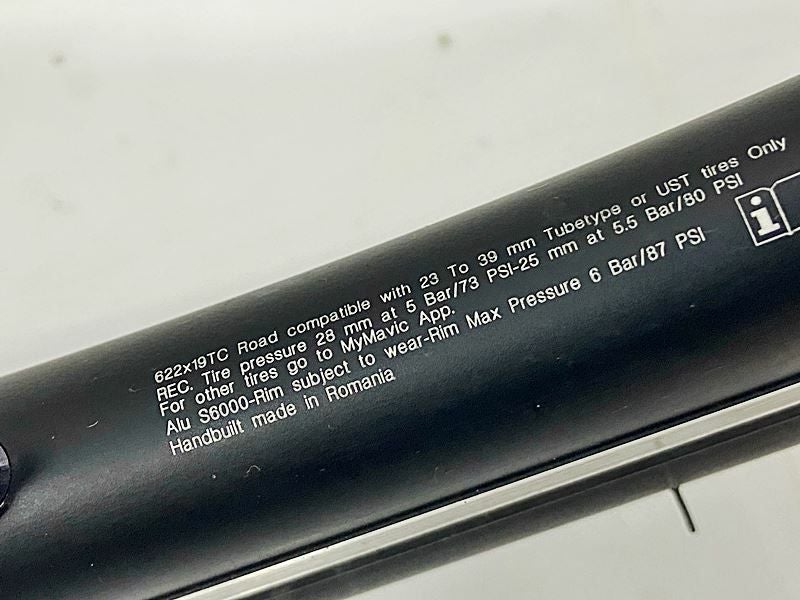 622x19TC Road compatible with 23 To 39 mm Tubetype or UST tires Only
REC. Tire pressure 28 mm at 5 Bar/73 PSI-25 mm at 5.5 Bar/80 PSI
For other tires go to MyMavic App.
Alu S6000-Rim subject to wear-Rim Max Pressure 6 Bar/87 PSI
Handbuilt made in Romania
i